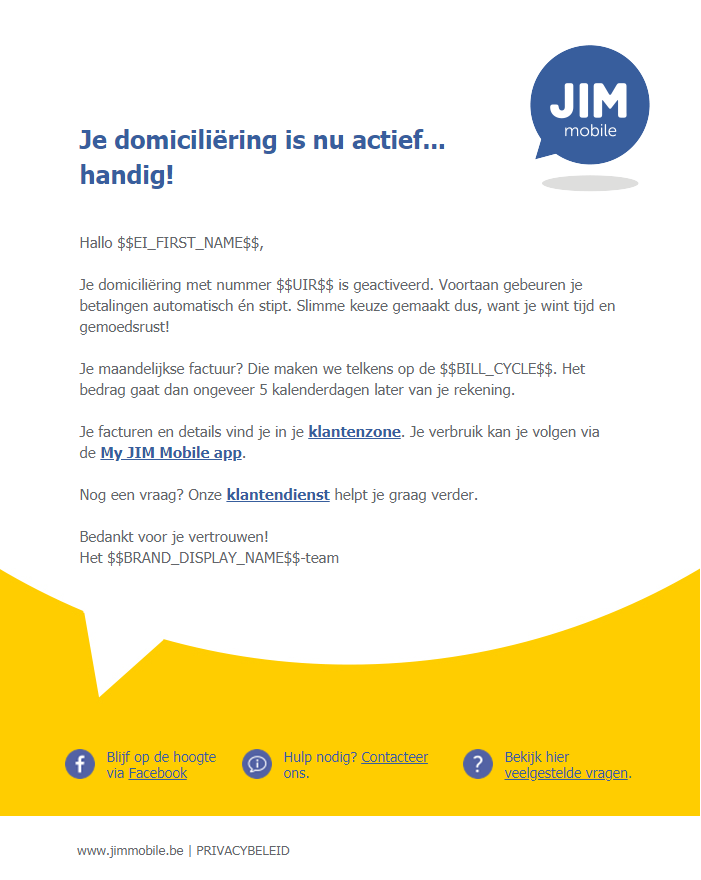 JIM
mobile
Je domiciliëring is nu actief...
handig!
Hallo $$EI_FIRST_NAME$$,
Je domiciliëring met nummer $$UIR$$ is geactiveerd. Voortaan gebeuren je
betalingen automatisch én stipt. Slimme keuze gemaakt dus, want je wint tijd en
gemoedsrust!
Je maandelijkse factuur? Die maken we telkens op de $$BILL_CYCLE$$. Het
bedrag gaat dan ongeveer 5 kalenderdagen later van je rekening.
Je facturen en details vind je in je klantenzone. Je verbruik kan je volgen via
de My JIM Mobile app.
Nog een vraag? Onze klantendienst helpt je graag verder.
Bedankt voor je vertrouwen!
Het $$BRAND_DISPLAY_NAME$$-team
Blijf op de hoogte
via Facebook
Hulp nodig? Contacteer
ons.
Bekijk hier
veelgestelde vragen.
www.jimmobile.be | PRIVACYBELEID